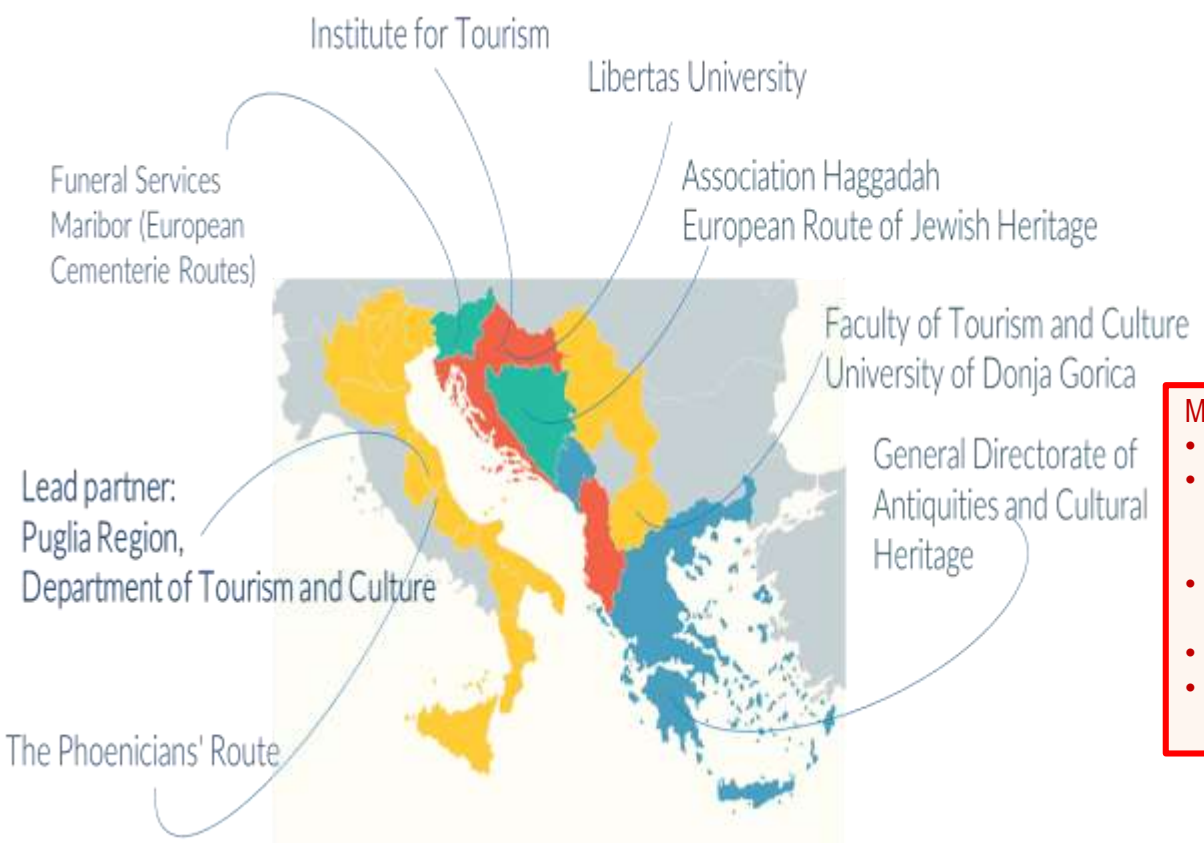 Institute for Tourism
Libertas University
Funeral Services
Maribor (European
Cementerie Routes)
Association Haggadah
European Route of Jewish Heritage
Faculty of Tourism and Culture
University of Donja Gorica
M
General Directorate of
Antiquities and Cultural
Heritage
Lead partner:
Puglia Region,
Department of Tourism and Culture
The Phoenicians' Route